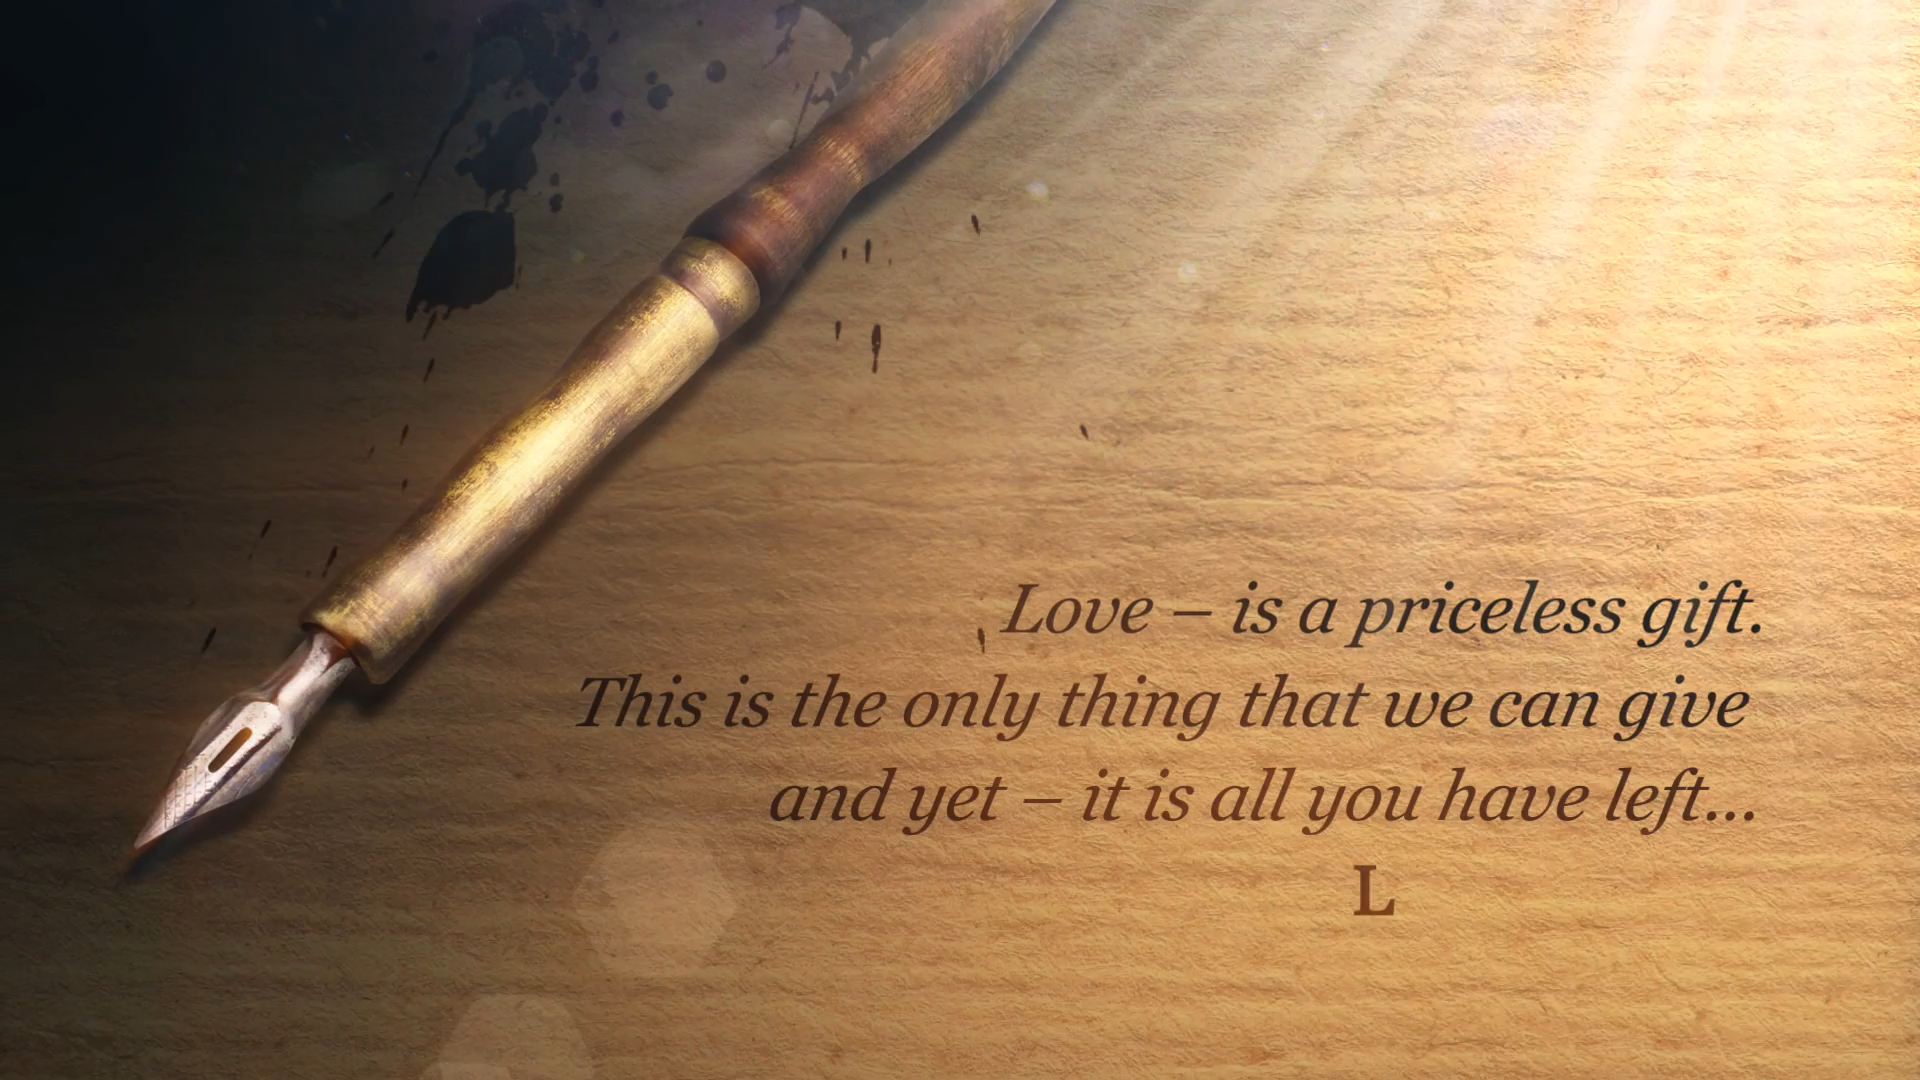 Love – is a priceless gift.
This is the only thing that we can give
and yet – it is all you have left...
L